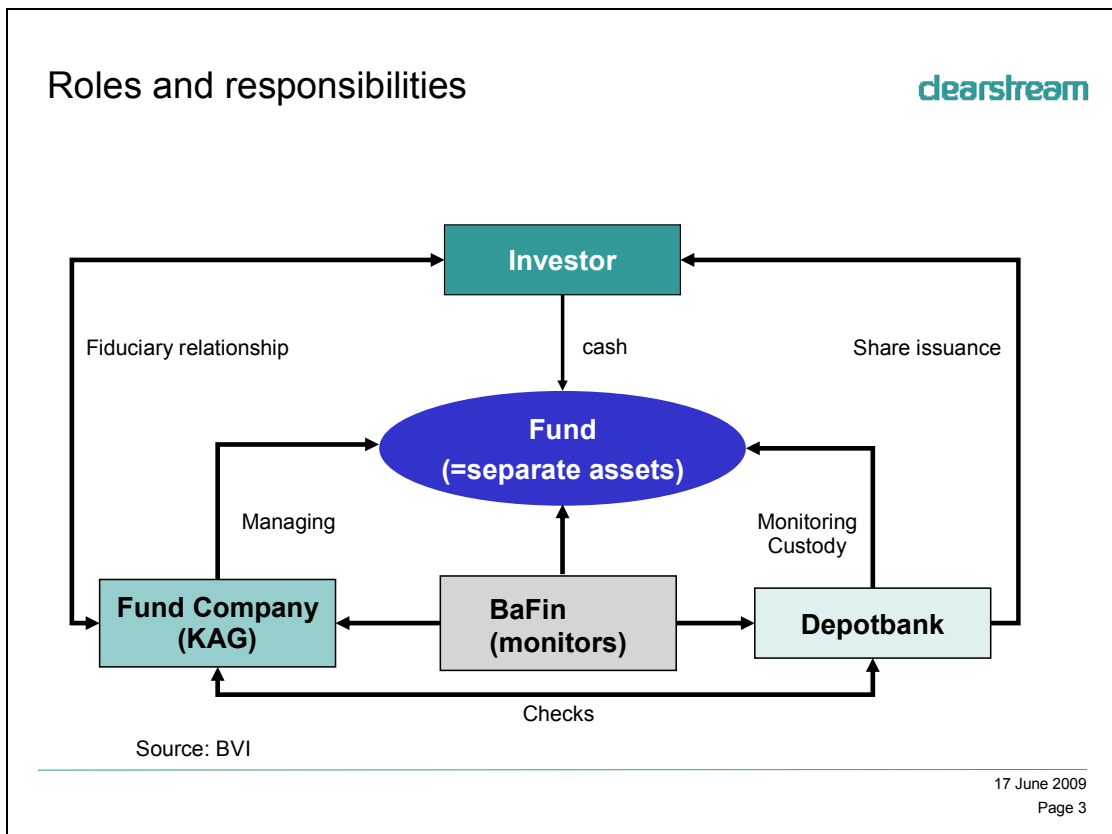 Roles and responsibilities
clearstream
Investor
Fiduciary relationship
cash
Share issuance
Fund
(=separate assets)
Managing
Monitoring
Custody
Fund Company
(KAG)
BaFin
(monitors)
Depotbank
Checks
Source: BVI
17 June 2009
Page 3